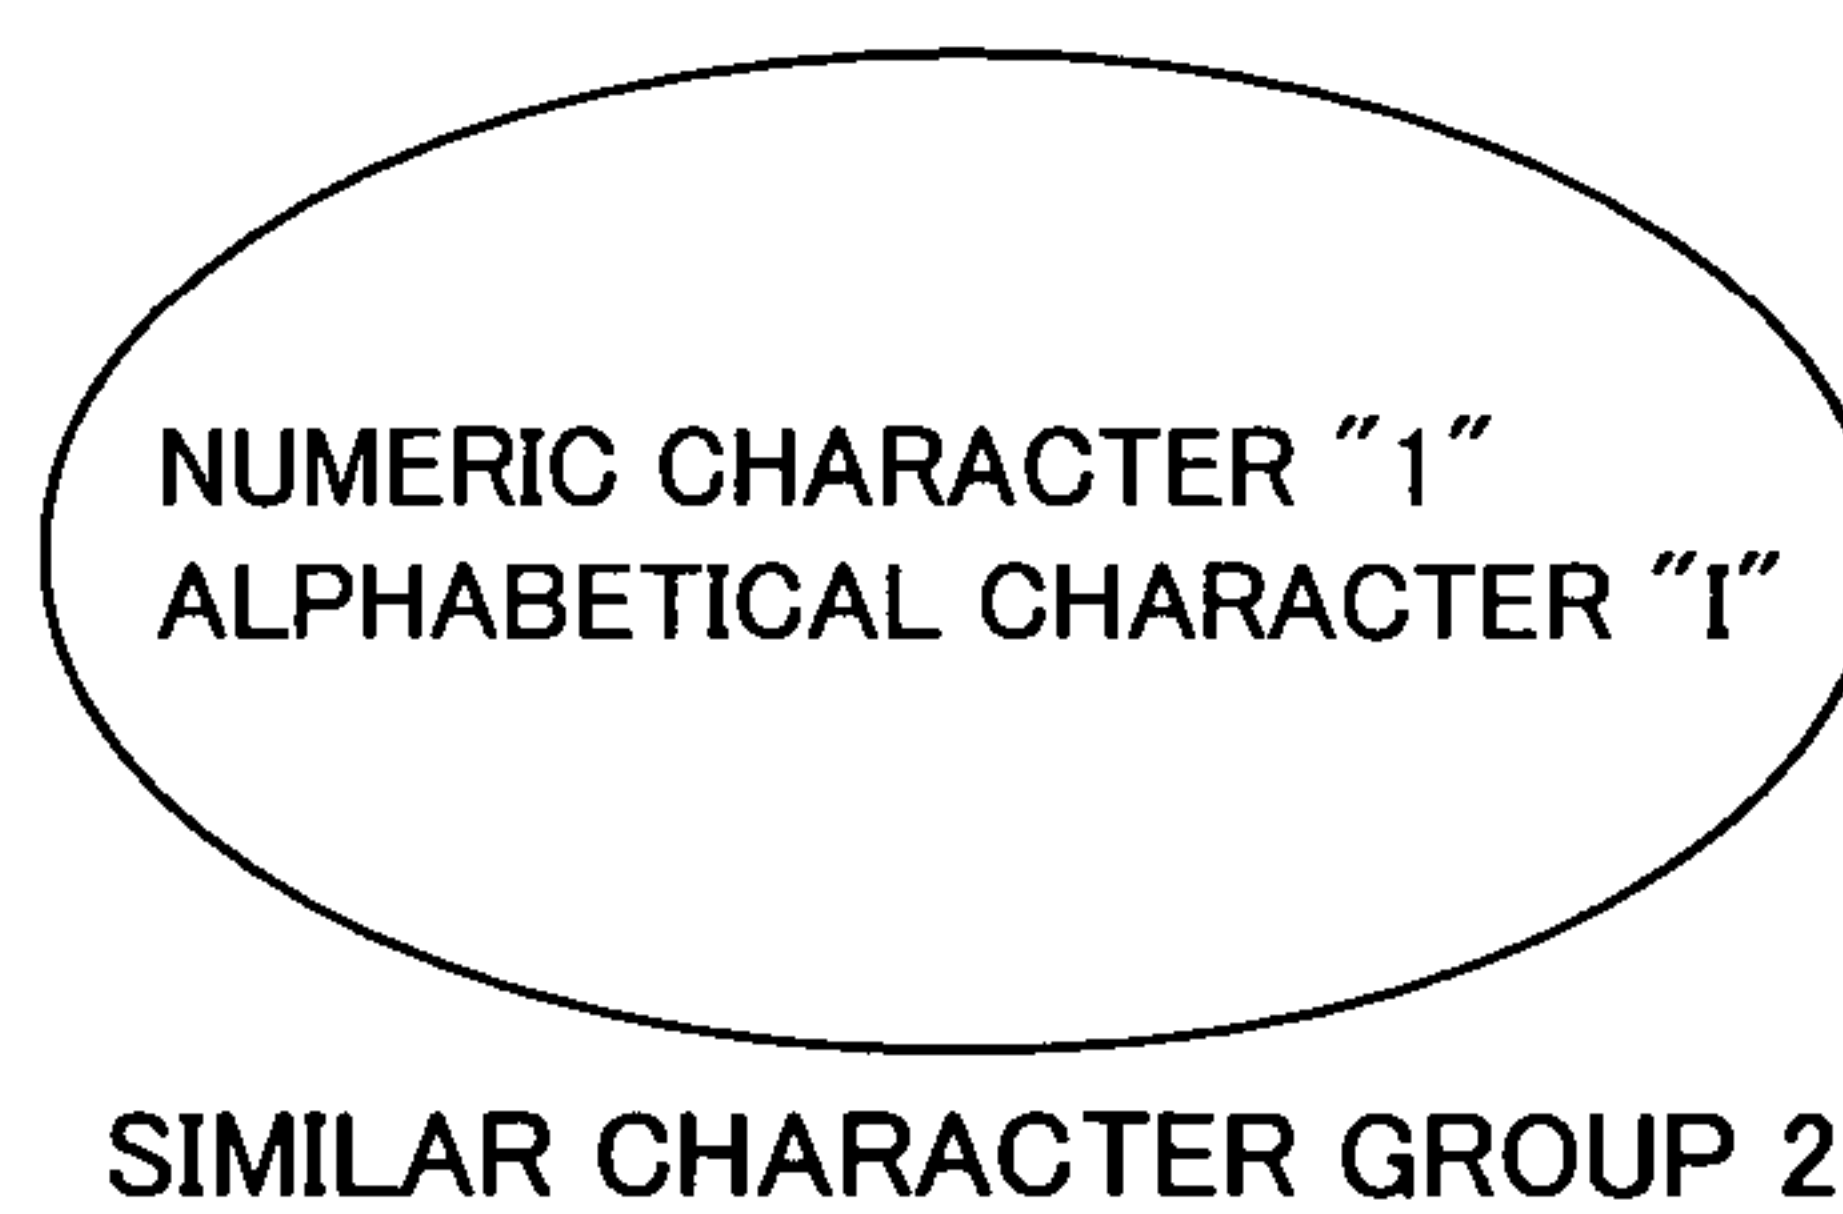 NUMERIC CHARACTER "1"
ALPHABETICAL CHARACTER "I"
SIMILAR CHARACTER GROUP 2